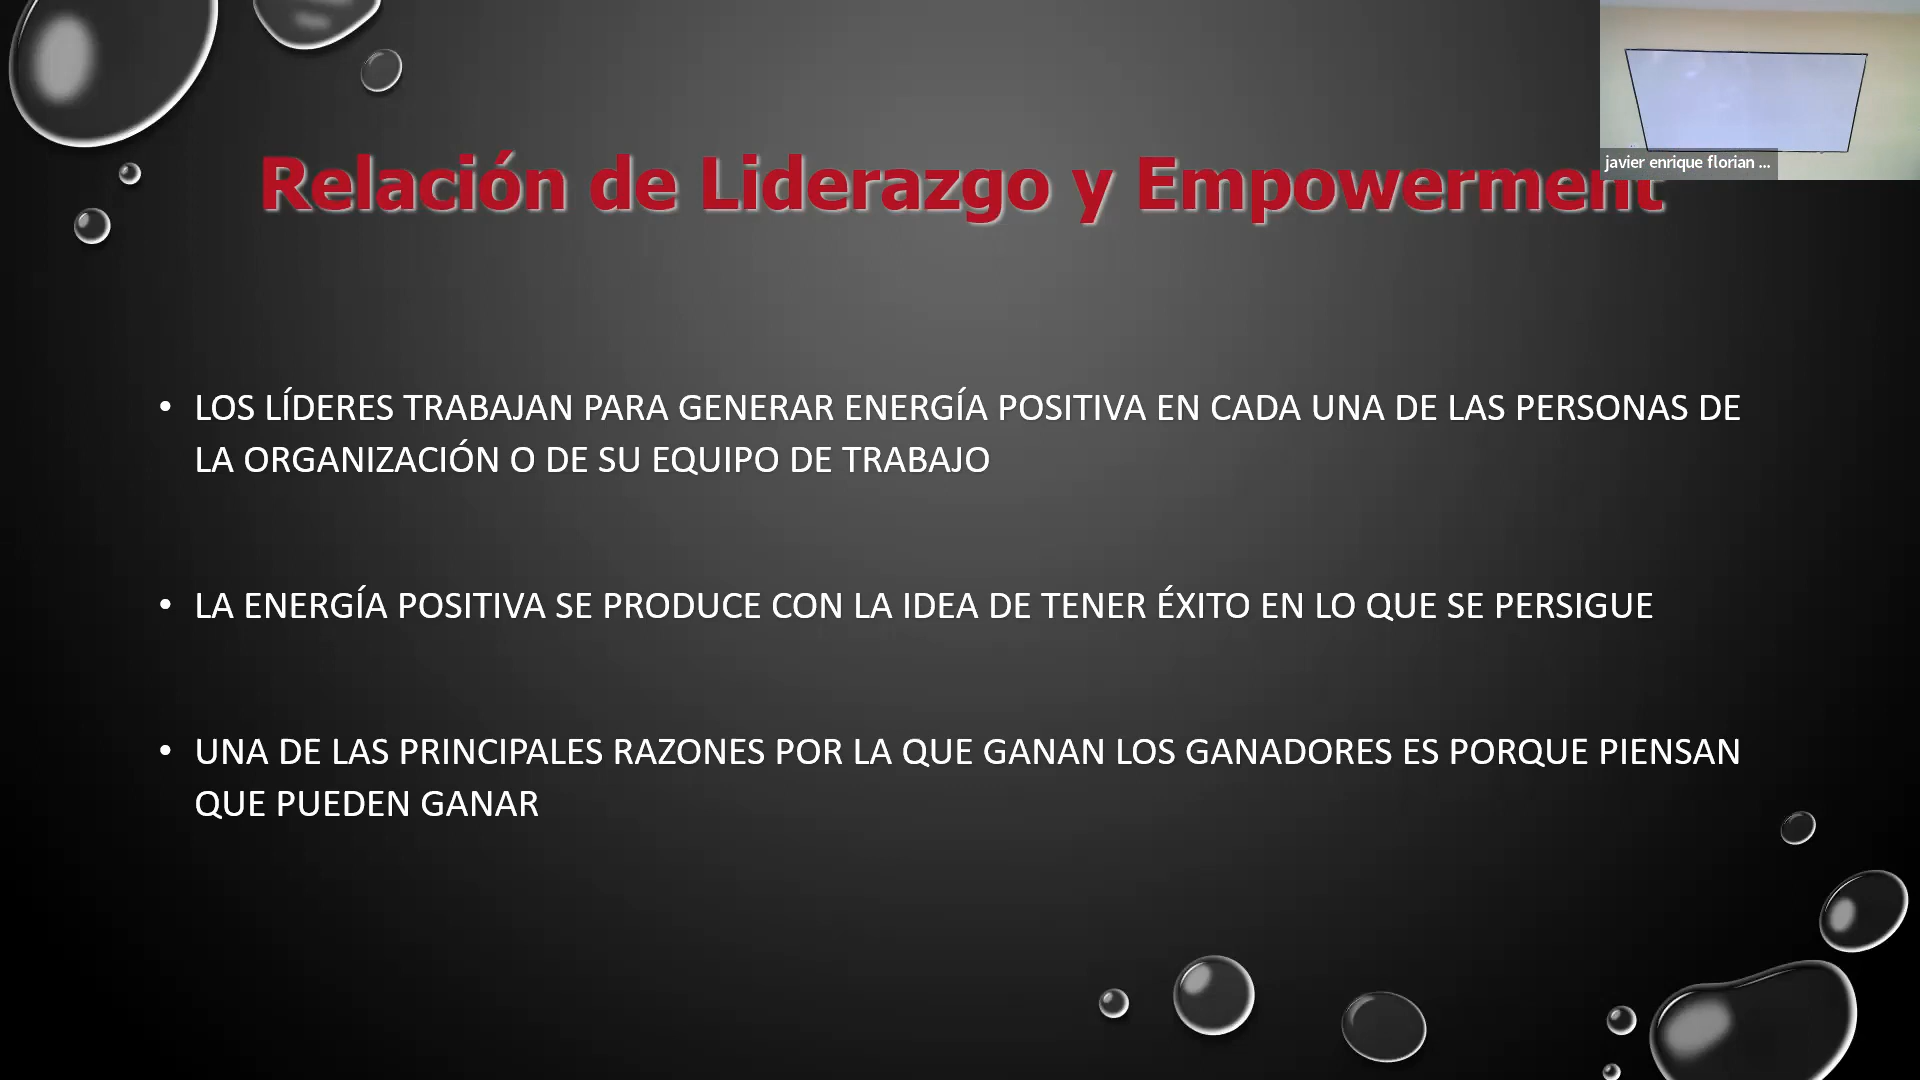 Relación de Liderazgo y Empowerment
javier enrique florian ...
• LOS LÍDERES TRABAJAN PARA GENERAR ENERGÍA POSITIVA EN CADA UNA DE LAS PERSONAS DE
LA ORGANIZACIÓN O DE SU EQUIPO DE TRABAJO
• LA ENERGÍA POSITIVA SE PRODUCE CON LA IDEA DE TENER ÉXITO EN LO QUE SE PERSIGUE
• UNA DE LAS PRINCIPALES RAZONES POR LA QUE GANAN LOS GANADORES ES PORQUE PIENSAN
QUE PUEDEN GANAR